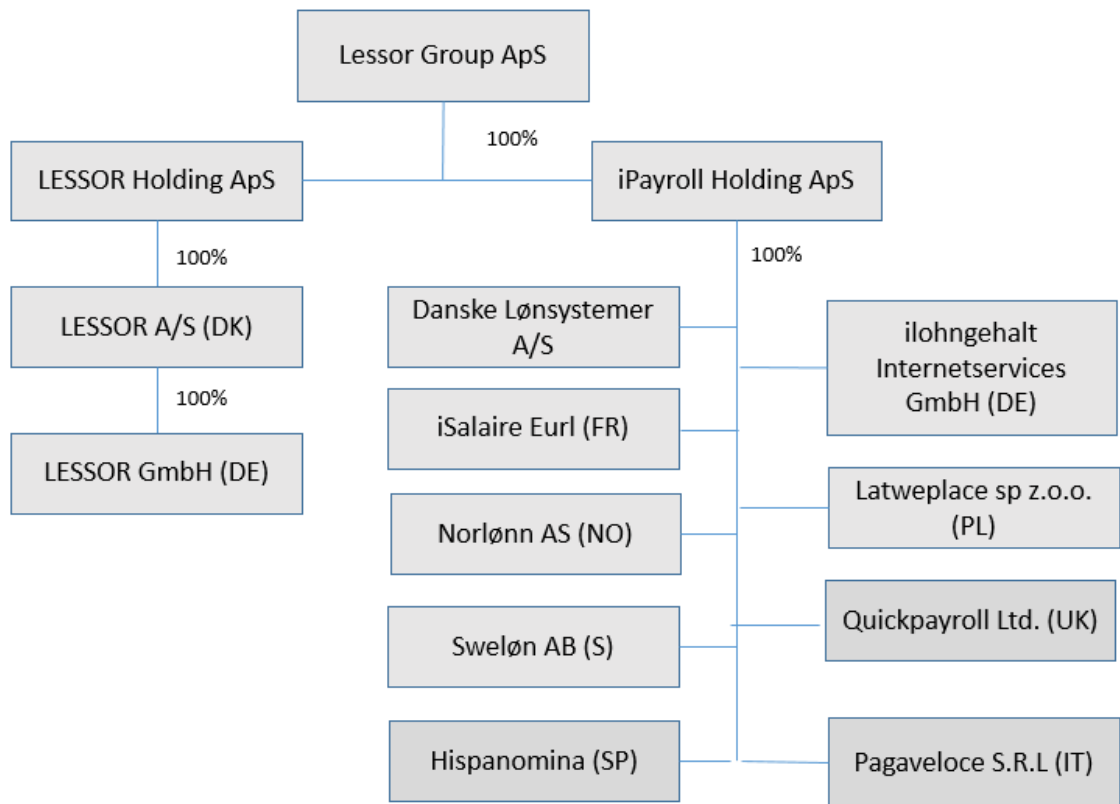 Lessor Group ApS
100%
LESSOR Holding ApS
iPayroll Holding ApS
100%
100%
LESSOR A/S (DK)
Danske Lønsystemer
A/S
ilohngehalt
Internetservices
GmbH (DE)
100%
iSalaire Eurl (FR)
LESSOR GmbH (DE)
Latweplace sp z.o.o.
(PL)
Norlønn AS (NO)
Quickpayroll Ltd. (UK)
Sweløn AB (S)
Hispanomina (SP)
Pagaveloce S.R.L (IT)